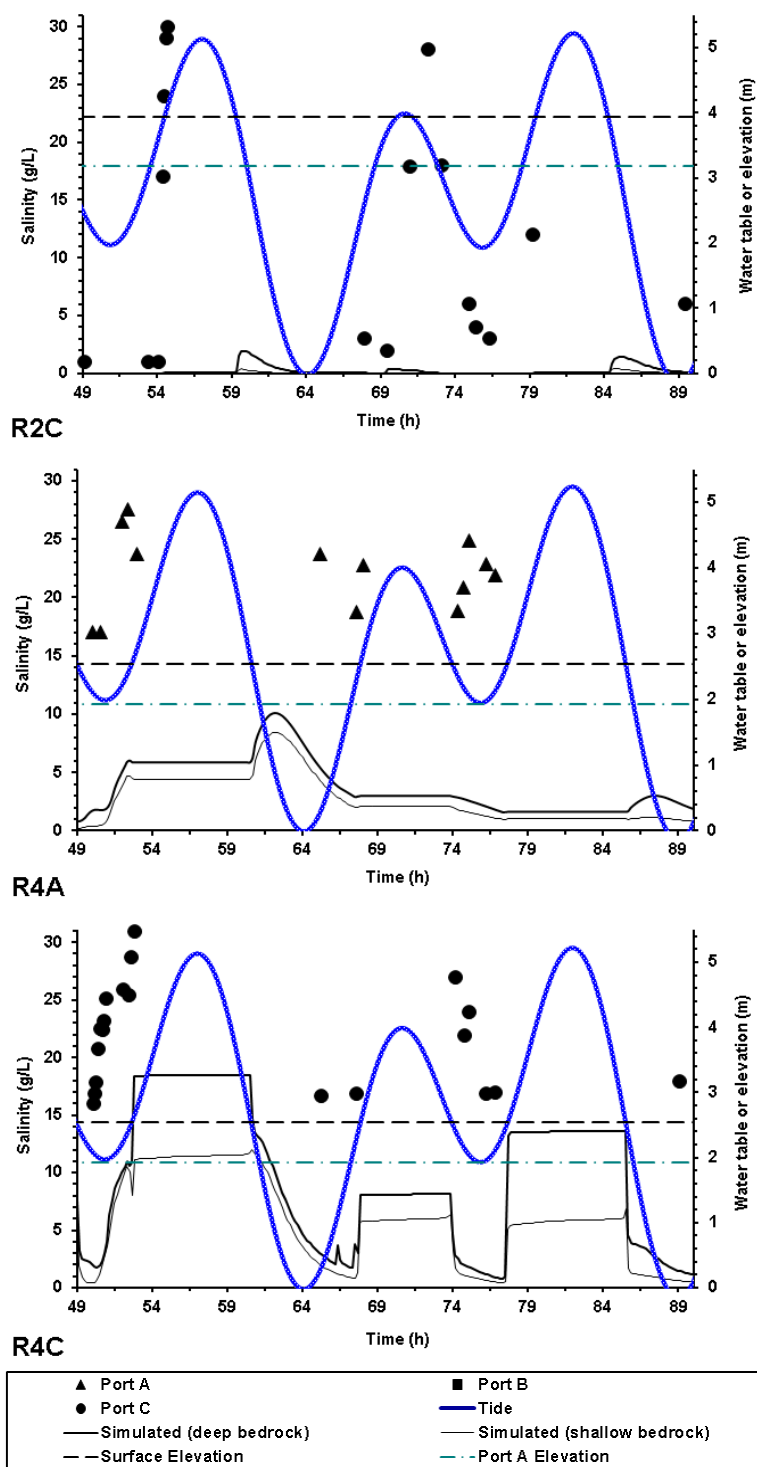 30
25
20
15
10
5
0
Salinity (g/L)
5
4
3
2
1
0
Water table or elevation (m)
49 54 59 64 69 74 79 84 89
Time (h)
R2C
30
25
20
15
10
5
0
Salinity (g/L)
5
4
3
2
1
0
Water table or elevation (m)
49 54 59 64 69 74 79 84 89
Time (h)
R4A
30
25
20
15
10
5
0
Salinity (g/L)
5
4
3
2
1
0
Water table or elevation (m)
49 54 59 64 69 74 79 84 89
Time (h)
R4C
Port A Port B
Port C Tide
Simulated (deep bedrock) Simulated (shallow bedrock)
Surface Elevation Port A Elevation